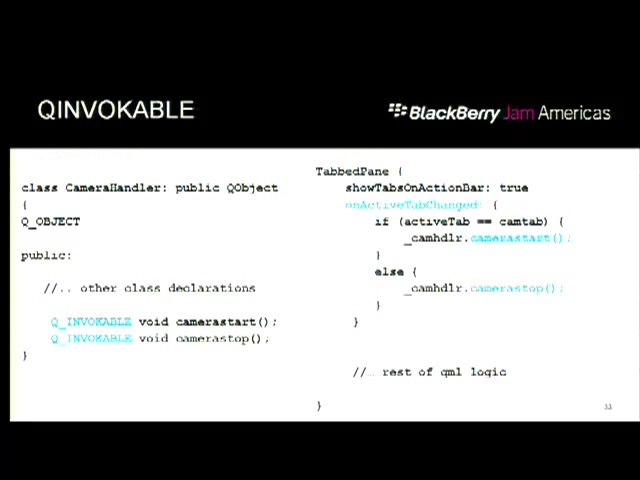 QINVOKABLE
BlackBerry Jam Americas
class CameraHandler: public QObject
{
Q_OBJECT
public:
//.. other class declarations
Q_INVOKABLE void camerastart();
Q_INVOKABLE void camerastop();
}
TabbedPane {
showTabsOnActionBar: true
onActiveTabChanged: {
if (activeTab == camtab) {
_camhdlr.camerastart();
}
else {
_camhdlr.camerastop();
}
}
//.. rest of qml logic
}
33